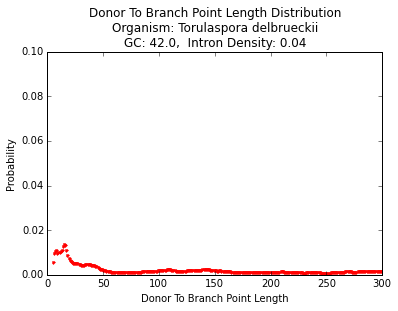 Donor To Branch Point Length Distribution
Organism: Torulaspora delbrueckii
GC: 42.0,  Intron Density: 0.04
0.10
0.08
0.06
0.04
0.02
0.00
Probability
0 50 100 150 200 250 300
Donor To Branch Point Length